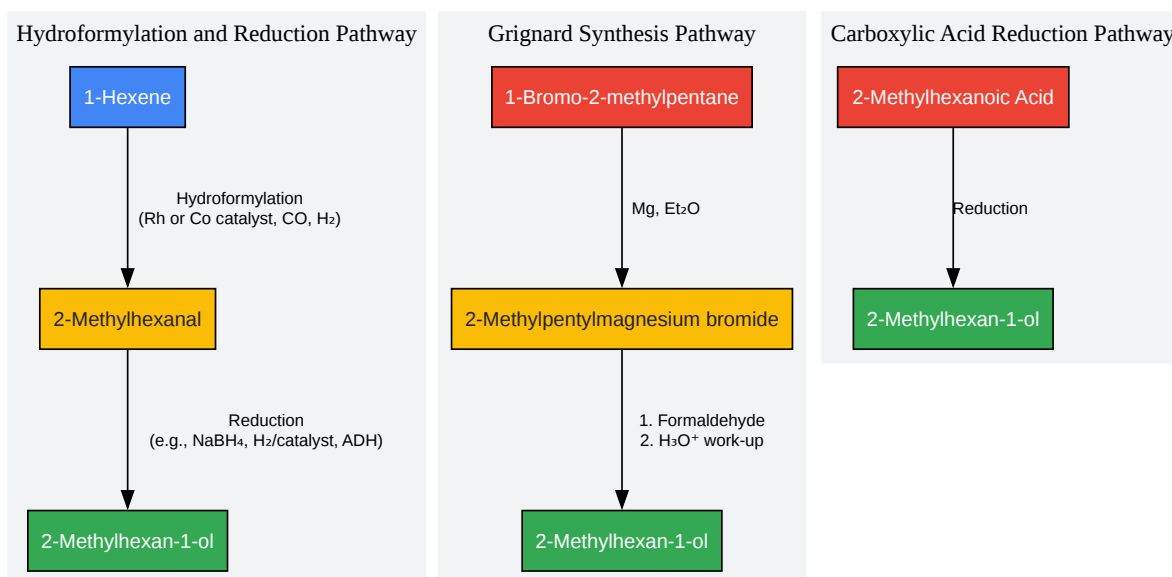 Hydroformylation and Reduction Pathway
1-Hexene
Hydroformylation
(Rh or Co catalyst, CO, H₂)
2-Methylhexanal
Reduction
(e.g., NaBH₄, H₂/catalyst, ADH)
2-Methylhexan-1-ol
Grignard Synthesis Pathway
1-Bromo-2-methylpentane
Mg, Et₂O
2-Methylpentylmagnesium bromide
1. Formaldehyde
2. H₃O⁺ work-up
2-Methylhexan-1-ol
Carboxylic Acid Reduction Pathway
2-Methylhexanoic Acid
Reduction
2-Methylhexan-1-ol